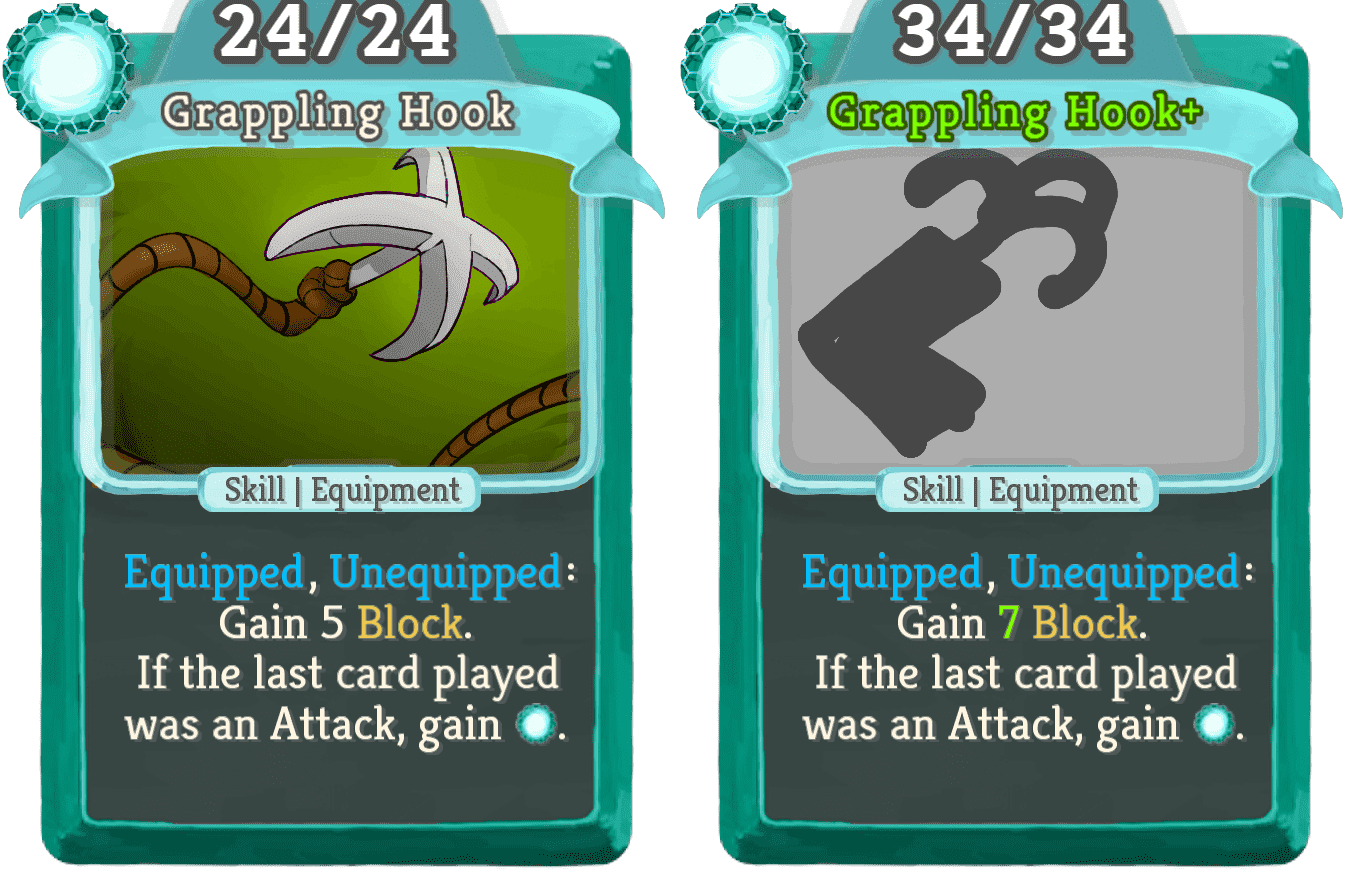 24/24
Grappling Hook
Skill | Equipment
Equipped, Unequipped:
Gain 5 Block.
If the last card played
was an Attack, gain .
34/34
Grappling Hook+
Skill | Equipment
Equipped, Unequipped:
Gain 7 Block.
If the last card played
was an Attack, gain .